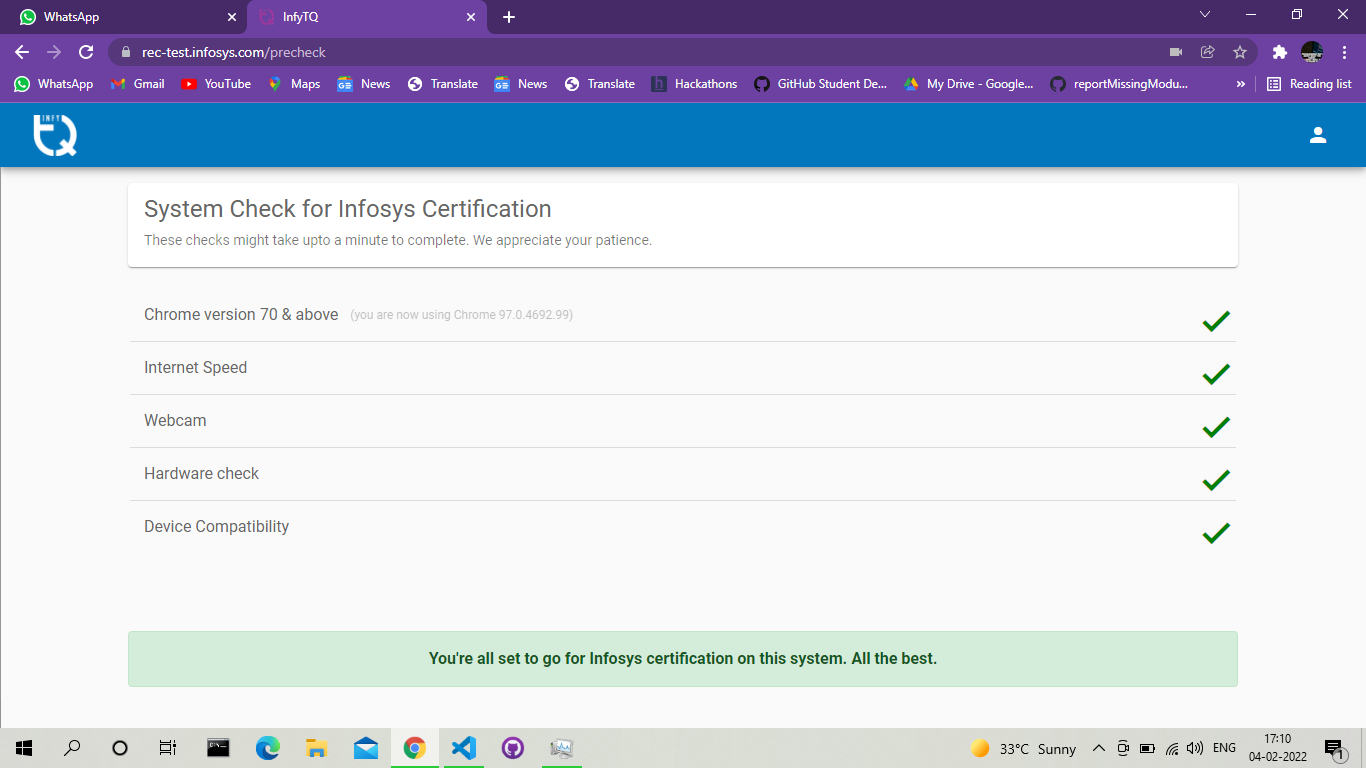 WhatsApp
InfyTQ
rec-test.infosys.com/precheck
WhatsApp
Gmail
YouTube
Maps
GE
News
Translate
GE
News
Translate
h
Hackathons
GitHub Student De...
My Drive - Google...
reportMissingModu...
»
Reading list
INFY
TQ
System Check for Infosys Certification
These checks might take upto a minute to complete. We appreciate your patience.
Chrome version 70 & above (you are now using Chrome 97.0.4692.99)
Internet Speed
Webcam
Hardware check
Device Compatibility
You're all set to go for Infosys certification on this system. All the best.
33°C Sunny
ENG
17:10
04-02-2022
1